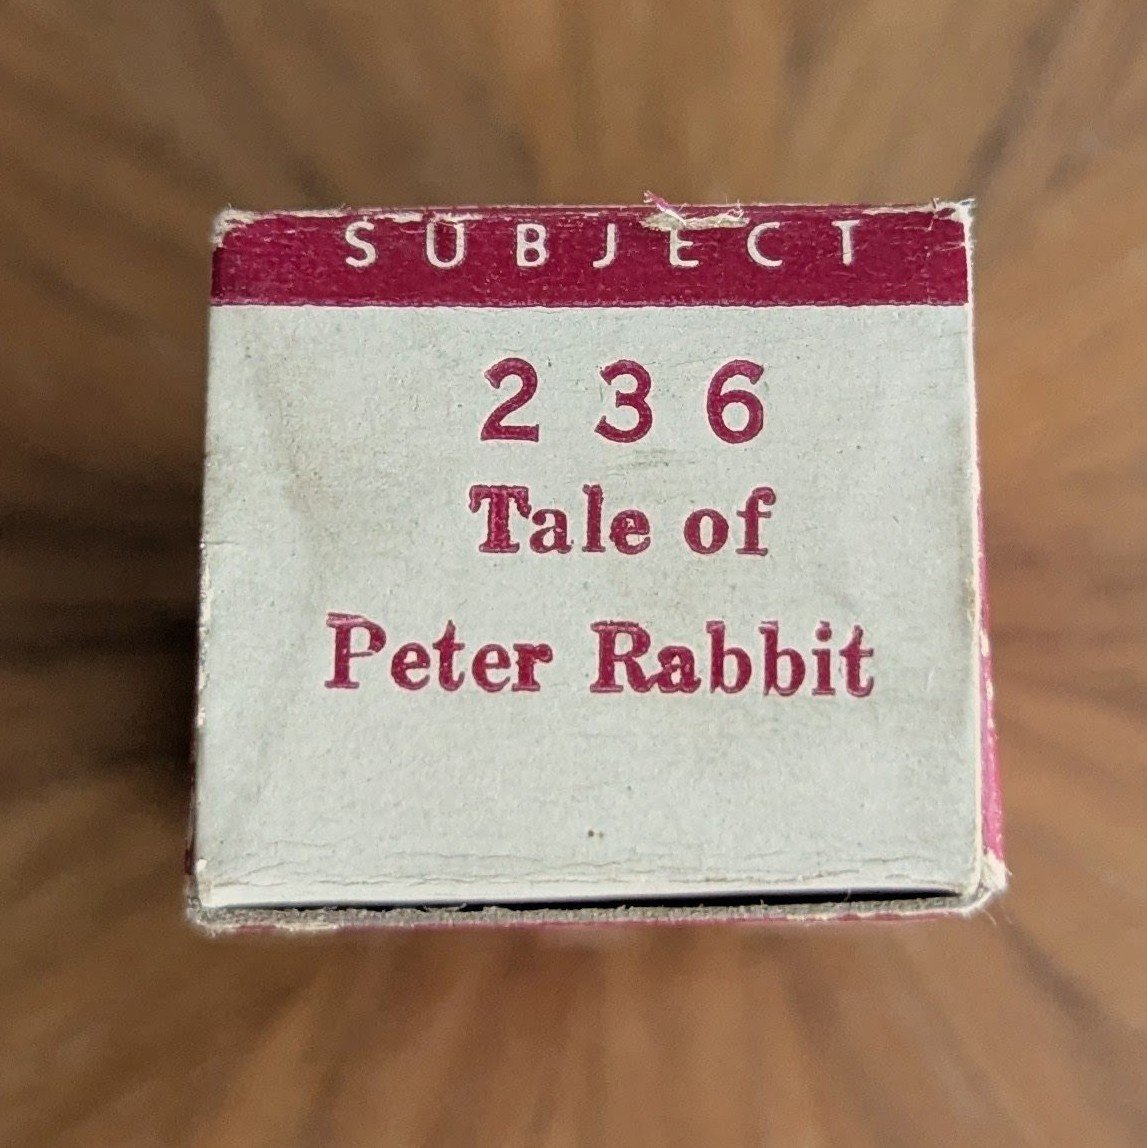 SUBJECT
236
Tale of
Peter Rabbit